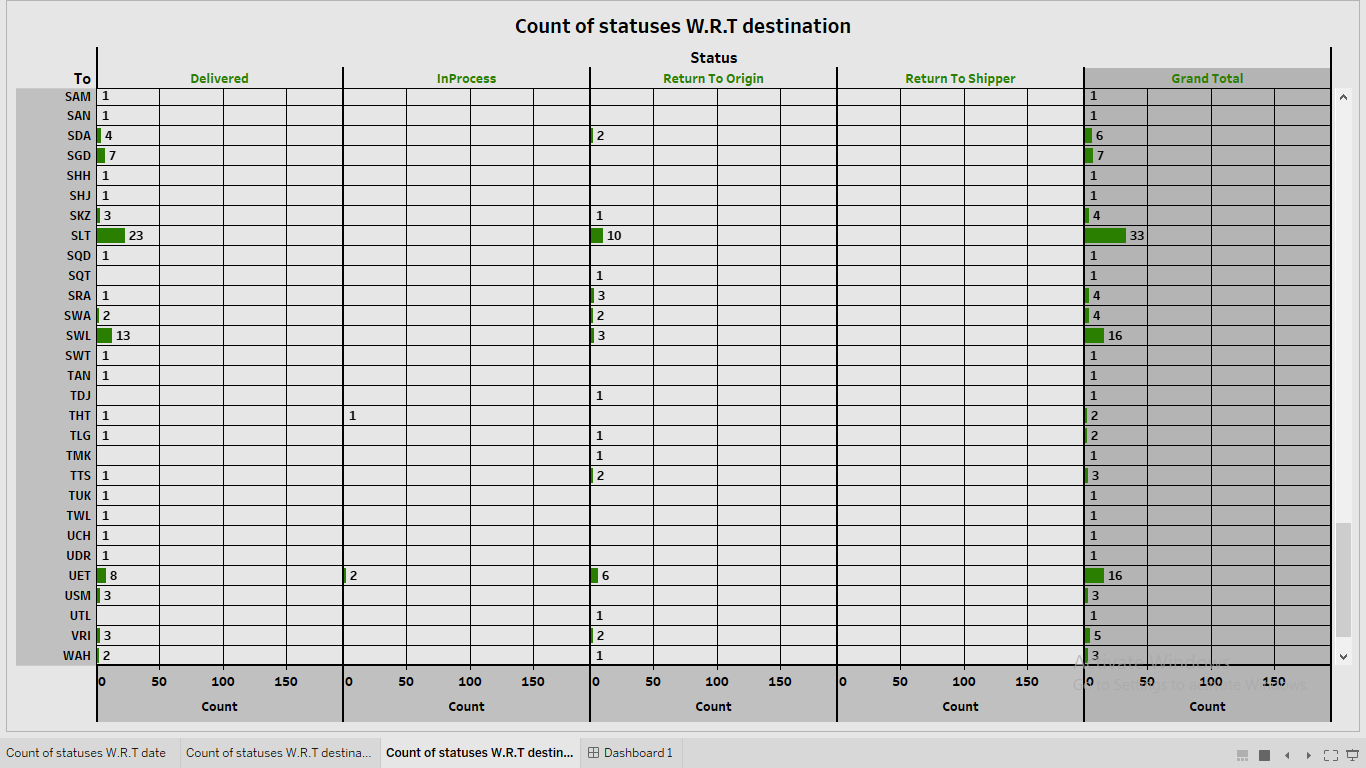 Count of statuses W.R.T destination
Status
To Delivered InProcess Return To Origin Return To Shipper Grand Total
SAM 1 1
SAN 1 1
SDA 4 2 6
SGD 7 7
SHH 1 1
SHJ 1 1
SKZ 3 1 4
SLT 23 10 33
SQD 1 1
SQT 1 1
SRA 1 3 4
SWA 2 2 4
SWL 13 3 16
SWT 1 1
TAN 1 1
TDJ 1 1
THT 1 1 2
TLG 1 1 2
TMK 1 1
TTS 1 2 3
TUK 1 1
TWL 1 1
UCH 1 1
UDR 1 1
UET 8 2 6 16
USM 3 3
UTL 1 1
VRI 3 2 5
WAH 2 1 3
Activate Windows
0 50 100 150 0 50 100 150 0 50 100 150 0 50 100 150 0 50 100 150
Go to Settings to activate Windows.
Count Count Count Count Count
Count of statuses W.R.T date Count of statuses W.R.T destina... Count of statuses W.R.T destin... Dashboard 1